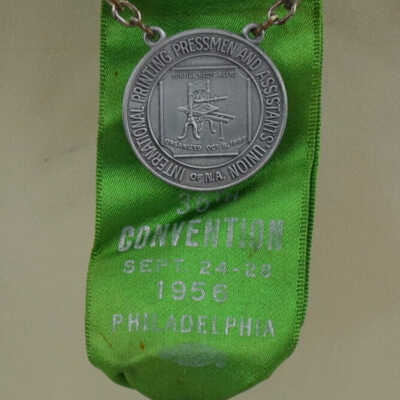 INTERNATIONAL PRINTING PRESSMEN AND ASSISTANTS' UNION
OF N.A.
CONVENTION
SEPT. 24-28
1956
PHILADELPHIA